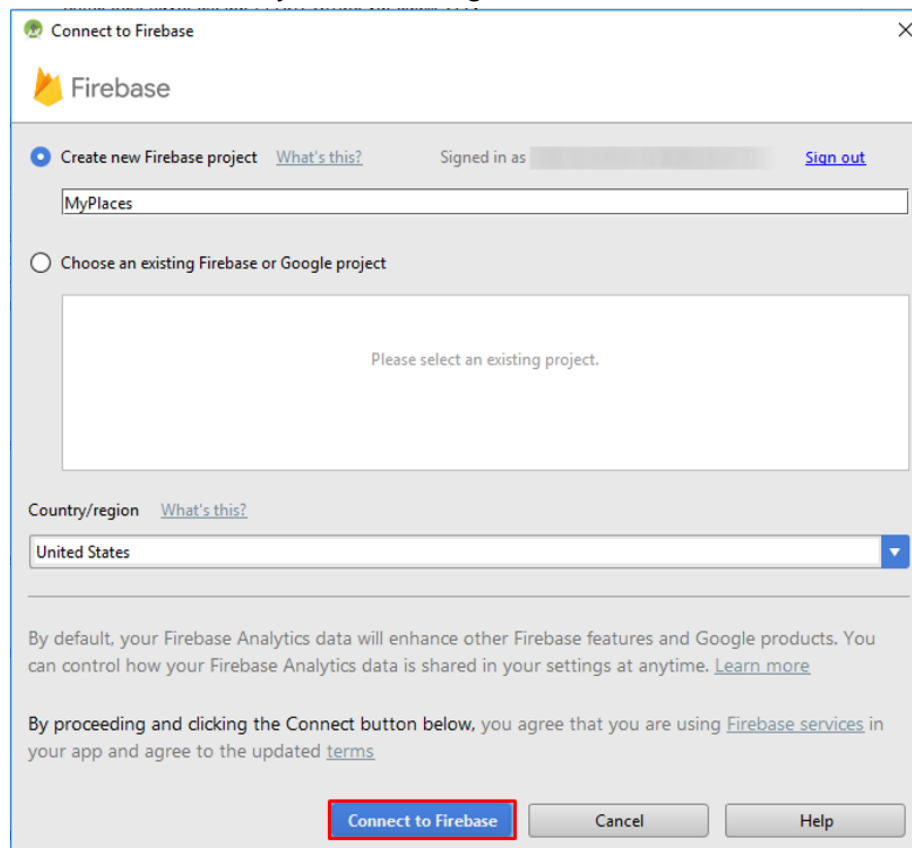 Connect to Firebase
Firebase
Create new Firebase project What's this? Signed in as Sign out
MyPlaces
Choose an existing Firebase or Google project
Please select an existing project.
Country/region What's this?
United States
By default, your Firebase Analytics data will enhance other Firebase features and Google products. You
can control how your Firebase Analytics data is shared in your settings at anytime. Learn more
By proceeding and clicking the Connect button below, you agree that you are using Firebase services in
your app and agree to the updated terms
Connect to Firebase Cancel Help